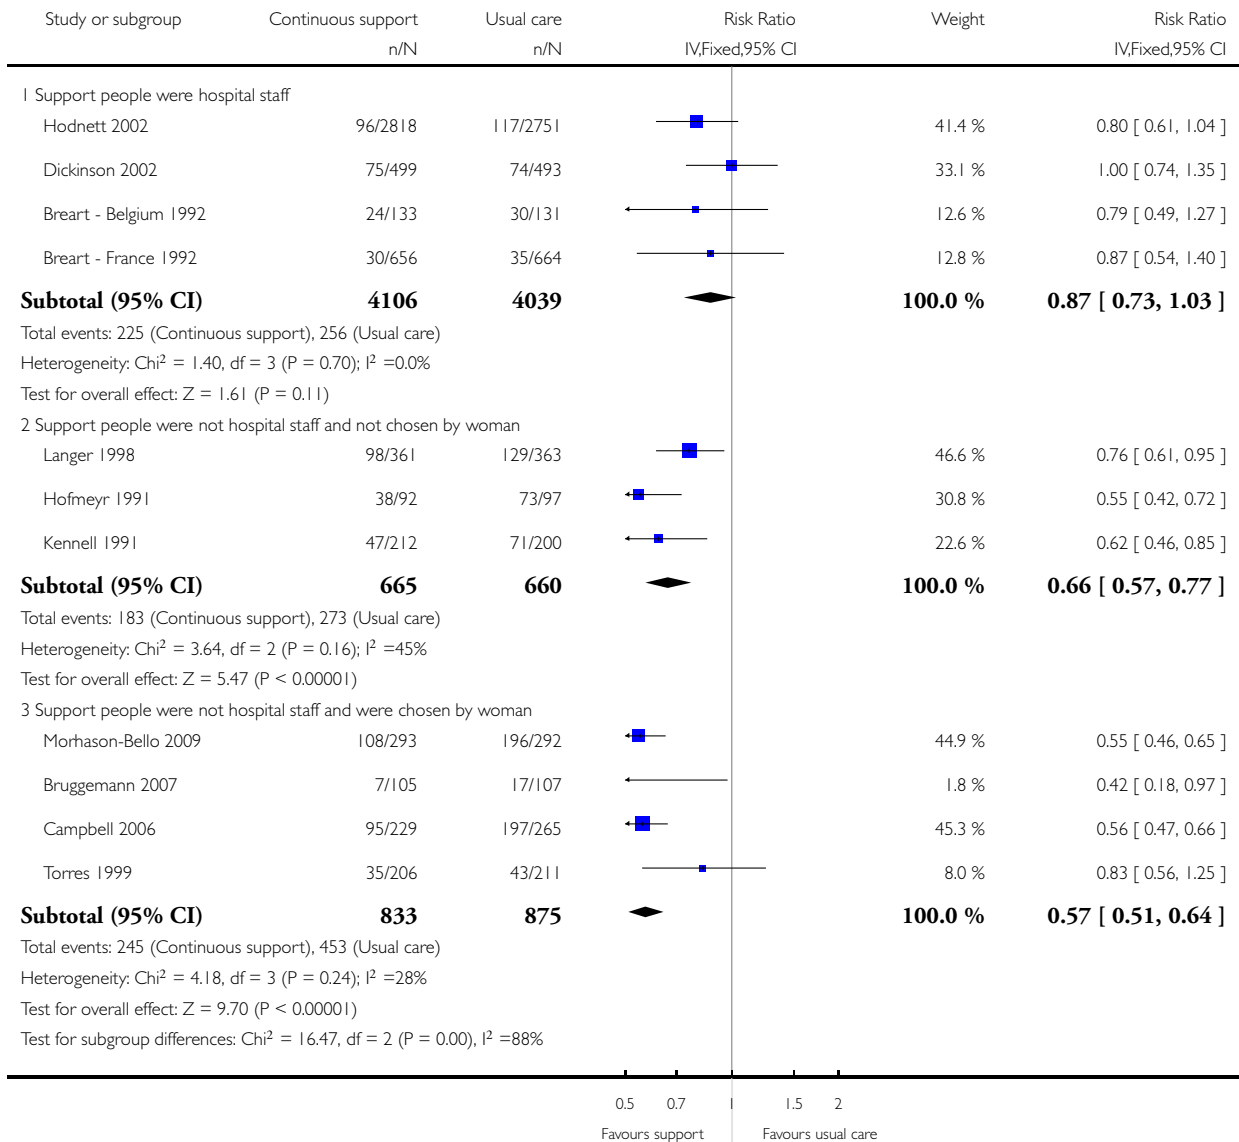 Study or subgroup Continuous support Usual care Risk Ratio Weight Risk Ratio
n/N n/N IV,Fixed,95% CI IV,Fixed,95% CI
1 Support people were hospital staff
Hodnett 2002 96/2818 117/2751 41.4 % 0.80 [ 0.61, 1.04 ]
Dickinson 2002 75/499 74/493 33.1 % 1.00 [ 0.74, 1.35 ]
Breart - Belgium 1992 24/133 30/131 12.6 % 0.79 [ 0.49, 1.27 ]
Breart - France 1992 30/656 35/664 12.8 % 0.87 [ 0.54, 1.40 ]
Subtotal (95% CI) 4106 4039 100.0 % 0.87 [ 0.73, 1.03 ]
Total events: 225 (Continuous support), 256 (Usual care)
Heterogeneity: Chi² = 1.40, df = 3 (P = 0.70); I² =0.0%
Test for overall effect: Z = 1.61 (P = 0.11)
2 Support people were not hospital staff and not chosen by woman
Langer 1998 98/361 129/363 46.6 % 0.76 [ 0.61, 0.95 ]
Hofmeyr 1991 38/92 73/97 30.8 % 0.55 [ 0.42, 0.72 ]
Kennell 1991 47/212 71/200 22.6 % 0.62 [ 0.46, 0.85 ]
Subtotal (95% CI) 665 660 100.0 % 0.66 [ 0.57, 0.77 ]
Total events: 183 (Continuous support), 273 (Usual care)
Heterogeneity: Chi² = 3.64, df = 2 (P = 0.16); I² =45%
Test for overall effect: Z = 5.47 (P < 0.00001)
3 Support people were not hospital staff and were chosen by woman
Morhason-Bello 2009 108/293 196/292 44.9 % 0.55 [ 0.46, 0.65 ]
Bruggemann 2007 7/105 17/107 1.8 % 0.42 [ 0.18, 0.97 ]
Campbell 2006 95/229 197/265 45.3 % 0.56 [ 0.47, 0.66 ]
Torres 1999 35/206 43/211 8.0 % 0.83 [ 0.56, 1.25 ]
Subtotal (95% CI) 833 875 100.0 % 0.57 [ 0.51, 0.64 ]
Total events: 245 (Continuous support), 453 (Usual care)
Heterogeneity: Chi² = 4.18, df = 3 (P = 0.24); I² =28%
Test for overall effect: Z = 9.70 (P < 0.00001)
Test for subgroup differences: Chi² = 16.47, df = 2 (P = 0.00), I² =88%
0.5 0.7 1 1.5 2
Favours support Favours usual care